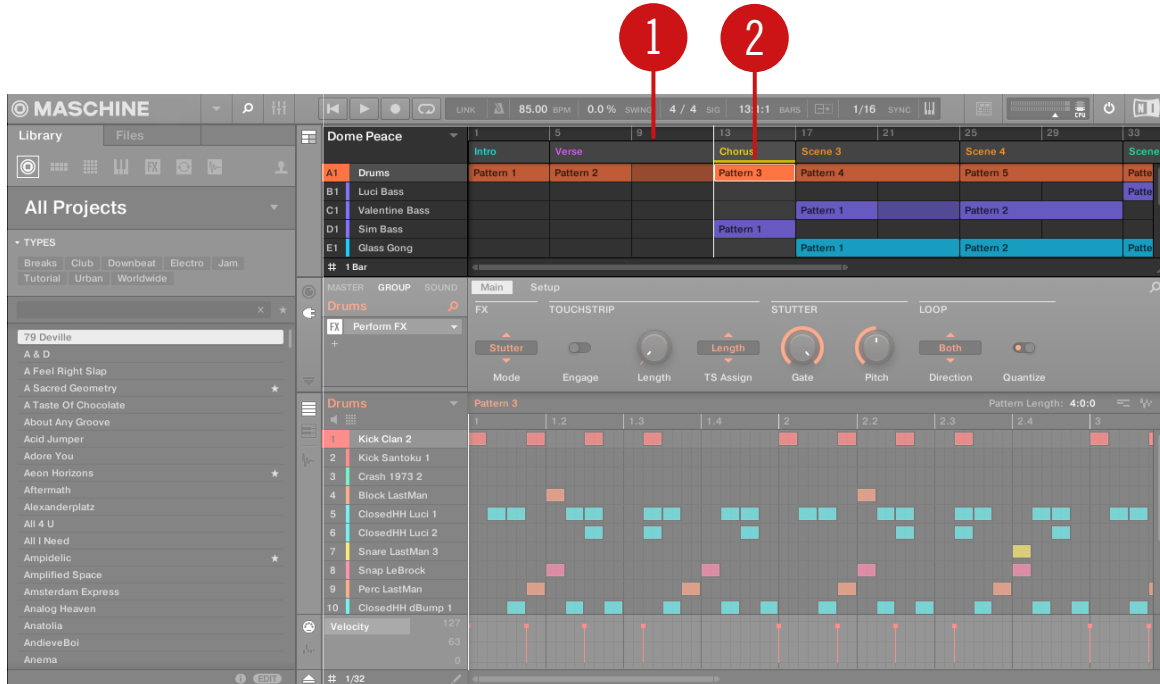 1 2
MASCHINE
LINK 85.00 BPM 0.0 % SWING 4 / 4 SIG 13:1:1 BARS 1/16 SYNC CPU NI
Library Files
All Projects
TYPES
Breaks Club Downbeat Electro Jam
Tutorial Urban Worldwide
79 Deville
A & D
A Feel Right Slap
A Sacred Geometry
A Taste Of Chocolate
About Any Groove
Acid Jumper
Adore You
Aeon Horizons
Aftermath
Alexanderplatz
All 4 U
All I Need
Ampidelic
Amplified Space
Amsterdam Express
Analog Heaven
Anatolia
AndieveBoi
Anema
EDIT
Dome Peace 1 5 9 13 17 21 25 29 33
Intro Verse Chorus Scene 3 Scene 4 Scene
A1 Drums Pattern 1 Pattern 2 Pattern 3 Pattern 4 Pattern 5 Patte
B1 Luci Bass Patte
C1 Valentine Bass Pattern 1 Pattern 2
D1 Sim Bass Pattern 1
E1 Glass Gong Pattern 1 Pattern 2 Patte
# 1 Bar
MASTER GROUP SOUND Main Setup
Drums FX TOUCHSTRIP STUTTER LOOP
FX Perform FX
+
Stutter Length Both
Mode Engage Length TS Assign Gate Pitch Direction Quantize
Drums Pattern 3 Pattern Length: 4:0:0
1 1.2 1.3 1.4 2 2.2 2.3 2.4 3
1 Kick Clan 2
2 Kick Santoku 1
3 Crash 1973 2
4 Block LastMan
5 ClosedHH Luci 1
6 ClosedHH Luci 2
7 Snare LastMan 3
8 Snap LeBrock
9 Perc LastMan
10 ClosedHH dBump 1
Velocity 127
63
0
# 1/32